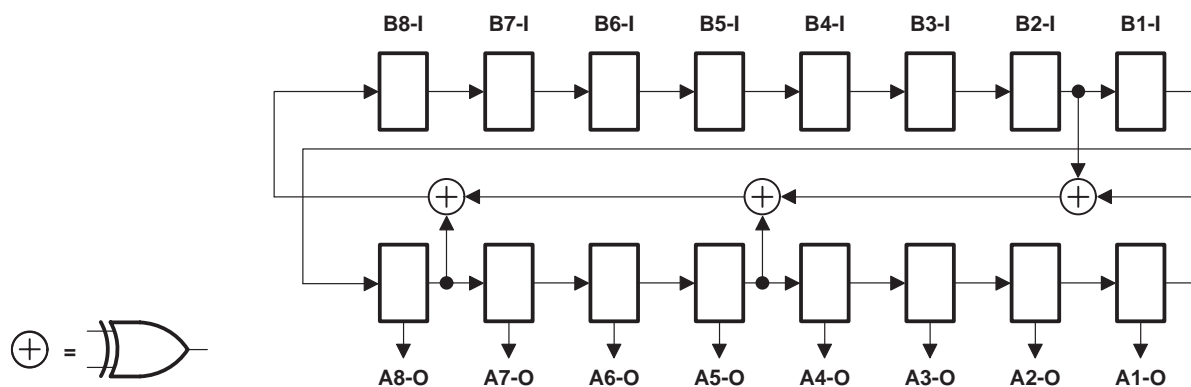 B8-I B7-I B6-I B5-I B4-I B3-I B2-I B1-I
=
A8-O A7-O A6-O A5-O A4-O A3-O A2-O A1-O